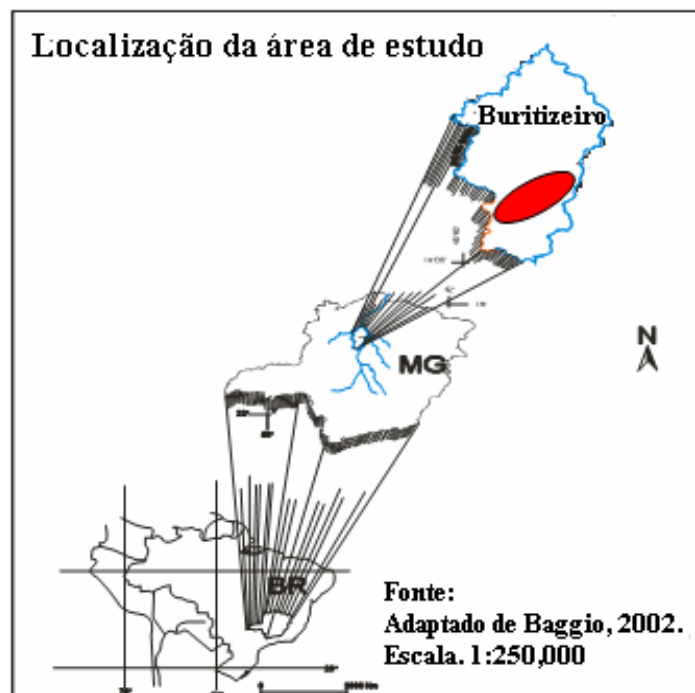 Localização da área de estudo
Buritizeiro
N
MG
BR
Fonte:
Adaptado de Baggio, 2002.
Escala. 1:250,000